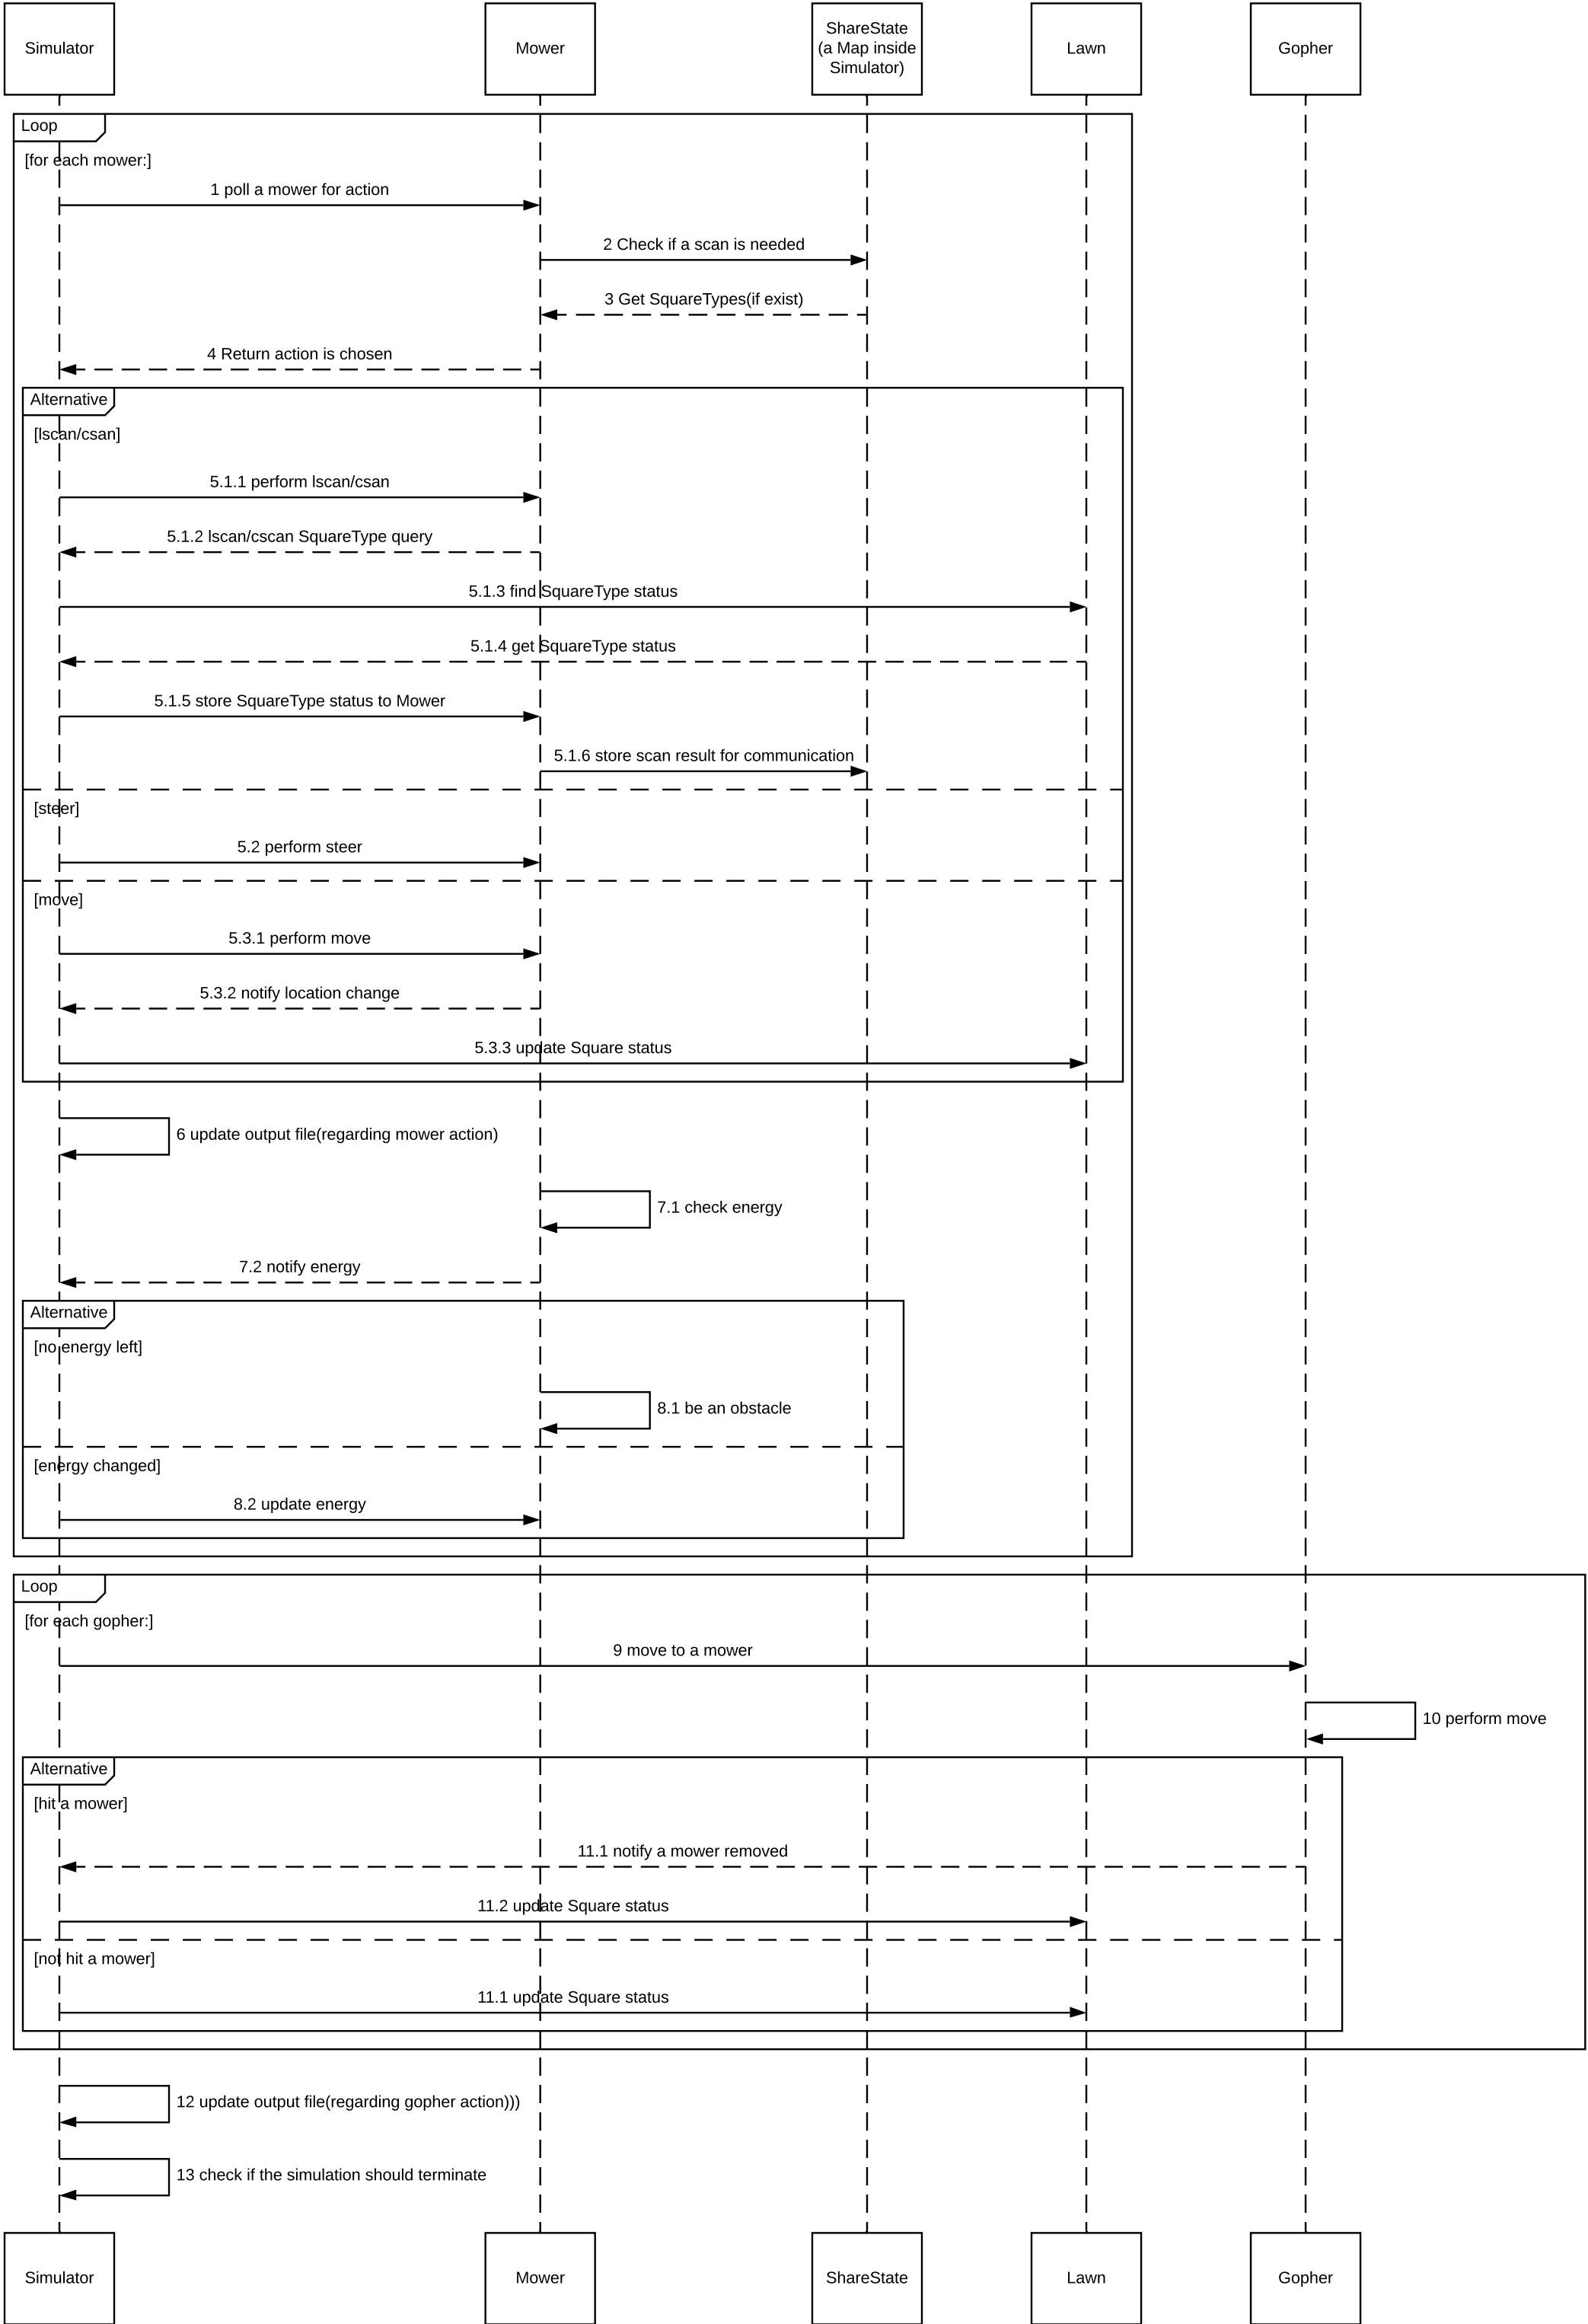 Simulator
Mower
ShareState
(a Map inside
Simulator)
Lawn
Gopher
Loop
[for each mower:]
1 poll a mower for action
2 Check if a scan is needed
3 Get SquareTypes(if exist)
4 Return action is chosen
Alternative
[lscan/csan]
5.1.1 perform lscan/csan
5.1.2 lscan/cscan SquareType query
5.1.3 find SquareType status
5.1.4 get SquareType status
5.1.5 store SquareType status to Mower
5.1.6 store scan result for communication
[steer]
5.2 perform steer
[move]
5.3.1 perform move
5.3.2 notify location change
5.3.3 update Square status
6 update output file(regarding mower action)
7.1 check energy
7.2 notify energy
Alternative
[no energy left]
8.1 be an obstacle
[energy changed]
8.2 update energy
Loop
[for each gopher:]
9 move to a mower
10 perform move
Alternative
[hit a mower]
11.1 notify a mower removed
11.2 update Square status
[not hit a mower]
11.1 update Square status
12 update output file(regarding gopher action)))
13 check if the simulation should terminate
Simulator
Mower
ShareState
Lawn
Gopher